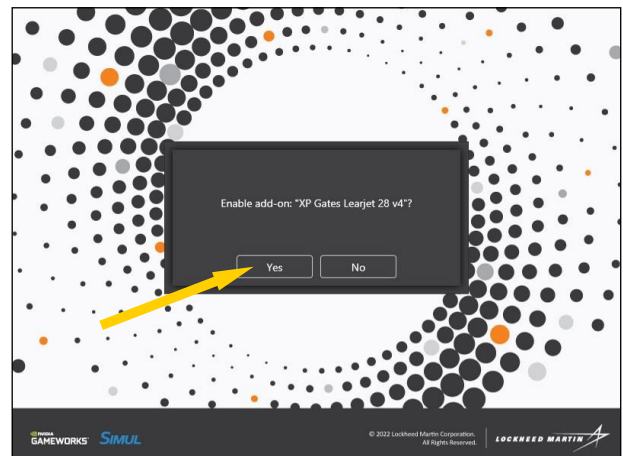 Enable add-on: "XP Gates Learjet 28 v4"?
Yes No
NVIDIA
GAMEWORKS SIMUL
© 2022 Lockheed Martin Corporation.
All Rights Reserved.
LOCKHEED MARTIN